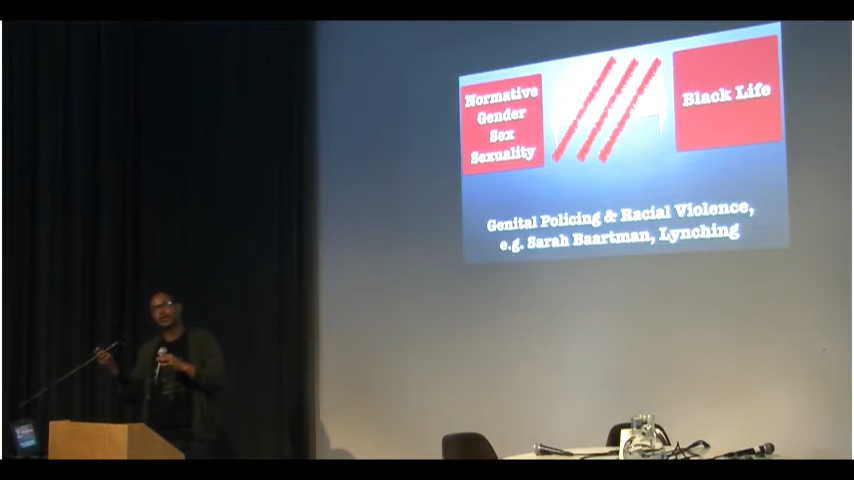 Normative
Gender
Sex
Sexuality
Black Life
Genital Policing & Racial Violence,
e.g. Sarah Baartman, Lynching